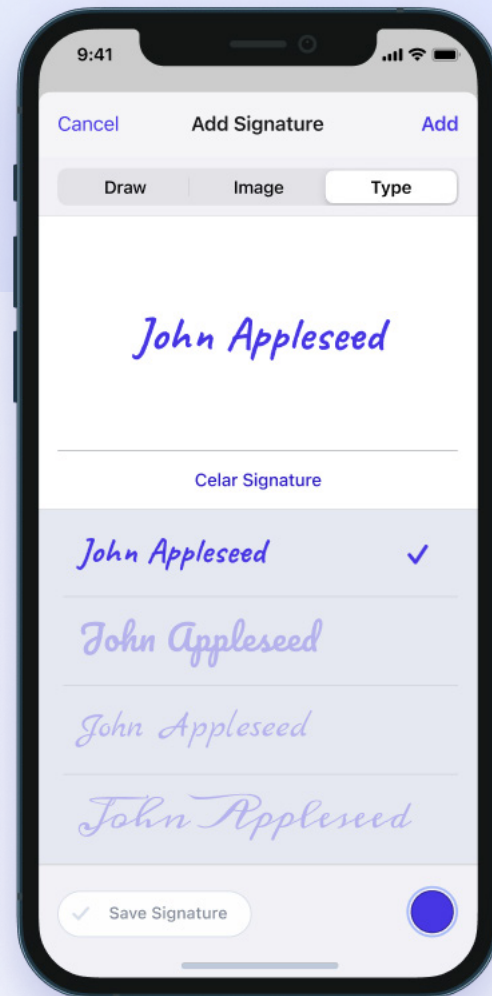 9:41
Cancel Add Signature Add
Draw Image Type
John Appleseed
Celar Signature
John Appleseed
John Appleseed
John Appleseed
John Appleseed
Save Signature